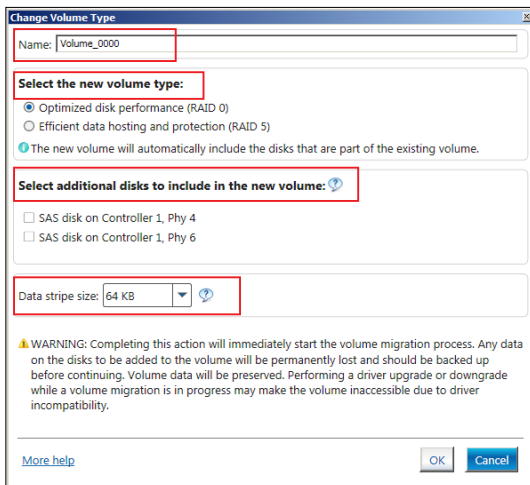 Change Volume Type
Name: Volume_0000
Select the new volume type:
Optimized disk performance (RAID 0)
Efficient data hosting and protection (RAID 5)
The new volume will automatically include the disks that are part of the existing volume.
Select additional disks to include in the new volume:
SAS disk on Controller 1, Phy 4
SAS disk on Controller 1, Phy 6
Data stripe size: 64 KB
WARNING: Completing this action will immediately start the volume migration process. Any data
on the disks to be added to the volume will be permanently lost and should be backed up
before continuing. Volume data will be preserved. Performing a driver upgrade or downgrade
while a volume migration is in progress may make the volume inaccessible due to driver
incompatibility.
More help
OK
Cancel